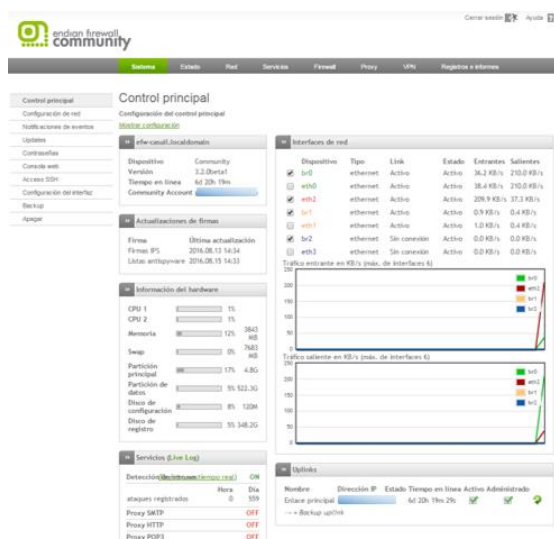 Cerrar sesión Ayuda
endian firewall
community
Sistema Estado Red Servicios Firewall Proxy VPN Registros e informes
Control principal
Configuración de red
Notificaciones de eventos
Updates
Contraseñas
Consola web
Acceso SSH
Configuración del interfaz
Backup
Apagar
Control principal
Configuración del control principal
Mostrar configuración
efw-casail.localdomain
Dispositivo Community
Versión 3.2.0beta1
Tiempo en línea 6d 20h 19m
Community Account
Actualizaciones de firmas
Firma Última actualización
Firmas IPS 2016.08.13 14:34
Listas antispyware 2016.08.15 14:33
Información del hardware
CPU 1 1%
CPU 2 1%
Memoria 12% 3843 MB
Swap 0% 7683 MB
Partición principal 17% 4.8G
Partición de datos 5% 522.3G
Disco de configuración 8% 120M
Disco de registro 5% 348.2G
Servicios (Live Log)
Detección de intrusos tiempo real) ON
Hora Día
ataques registrados 0 559
Proxy SMTP OFF
Proxy HTTP OFF
Proxy POP3 OFF
Interfaces de red
Dispositivo Tipo Link Estado Entrantes Salientes
br0 ethernet Activo Activo 36.2 KB/s 210.0 KB/s
eth0 ethernet Activo Activo 38.4 KB/s 210.0 KB/s
eth2 ethernet Activo Activo 209.9 KB/s 37.3 KB/s
br1 ethernet Activo Activo 0.9 KB/s 0.4 KB/s
eth1 ethernet Activo Activo 1.0 KB/s 0.4 KB/s
br2 ethernet Sin conexión Activo 0.0 KB/s 0.0 KB/s
eth3 ethernet Sin conexión Activo 0.0 KB/s 0.0 KB/s
Tráfico entrante en KB/s (máx. de interfaces 6)
250
200
150
100
50
0
br0
eth2
br1
br2
Tráfico saliente en KB/s (máx. de interfaces 6)
250
200
150
100
50
0
br0
eth2
br1
br2
Uplinks
Nombre Dirección IP Estado Tiempo en línea Activo Administrado
Enlace principal 6d 20h 19m 29s
Backup uplink